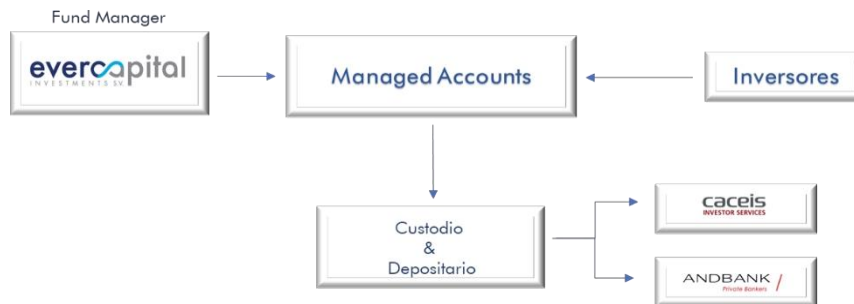 Fund Manager
evercapital
INVESTMENTS SV.
Managed Accounts
Inversores
Custodio
&
Depositario
caceis
INVESTOR SERVICES
ANDBANK
Private Bankers